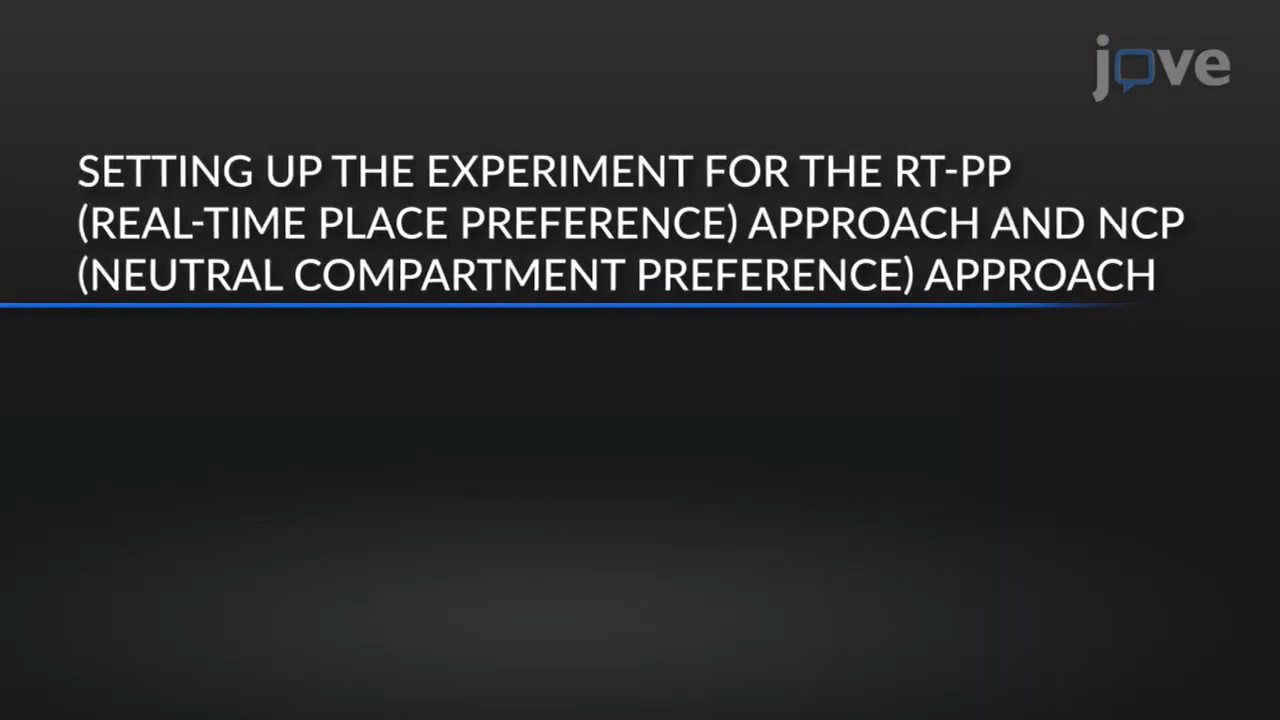 jove
SETTING UP THE EXPERIMENT FOR THE RT-PP
(REAL-TIME PLACE PREFERENCE) APPROACH AND NCP
(NEUTRAL COMPARTMENT PREFERENCE) APPROACH